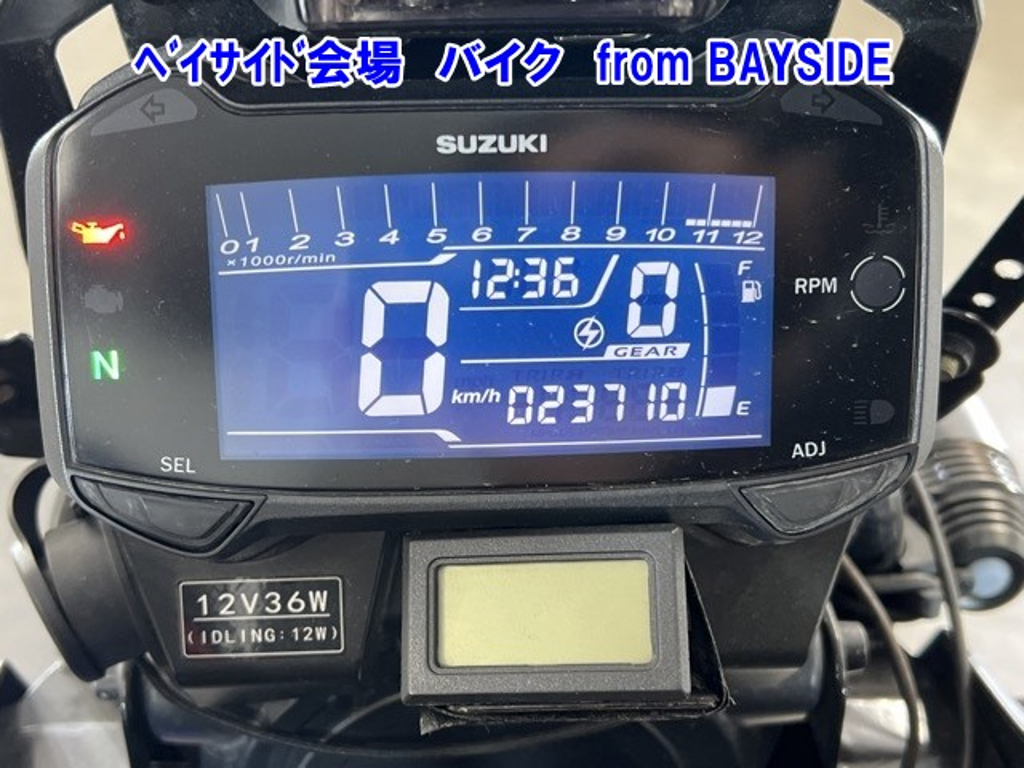 ﾍﾞｲｻｲﾄﾞ会場 バイク from BAYSIDE
SUZUKI
0 1 2 3 4 5 6 7 8 9 10 11 12
×1000r/min
12:36
0
F
RPM
GEAR
0
km/h
023710
E
N
SEL
ADJ
12V36W
(IDLING:12W)